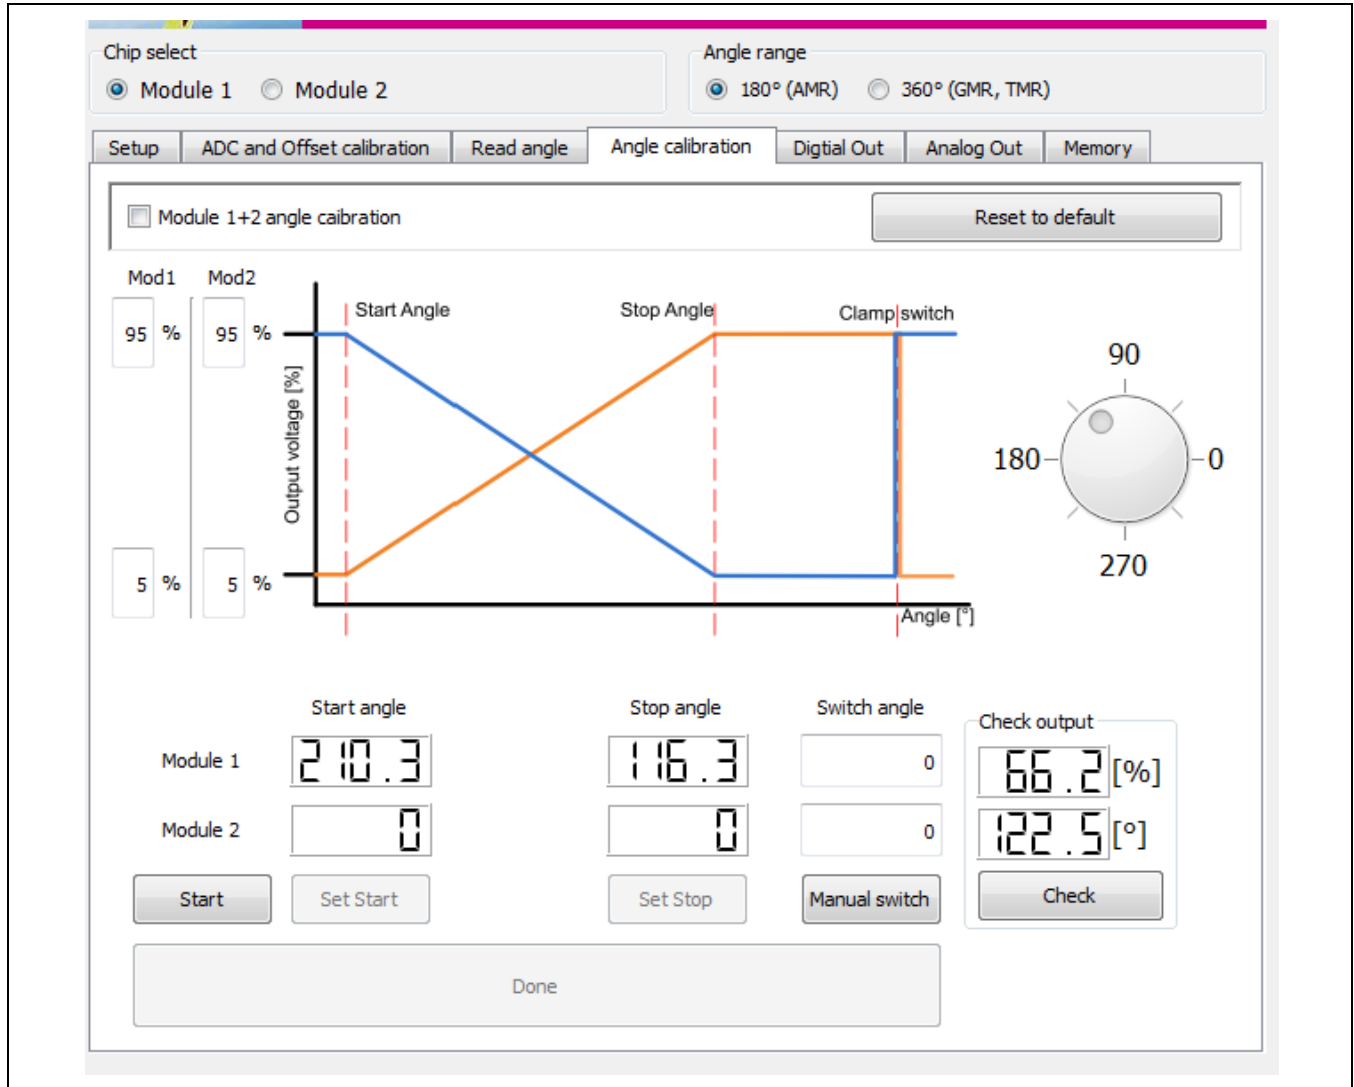 Chip select
Module 1 Module 2
Angle range
180° (AMR) 360° (GMR, TMR)
Setup ADC and Offset calibration Read angle Angle calibration Digtial Out Analog Out Memory
Module 1+2 angle caibration
Reset to default
Mod1 Mod2
95 % 95 %
5 % 5 %
Output voltage [%]
Start Angle Stop Angle Clamp switch
Angle [°]
90
180 0
270
Start angle Stop angle Switch angle
Module 1 210.3 116.3 0
Module 2 0 0 0
Start Set Start Set Stop Manual switch
Check output
66.2 [%]
122.5 [°]
Check
Done